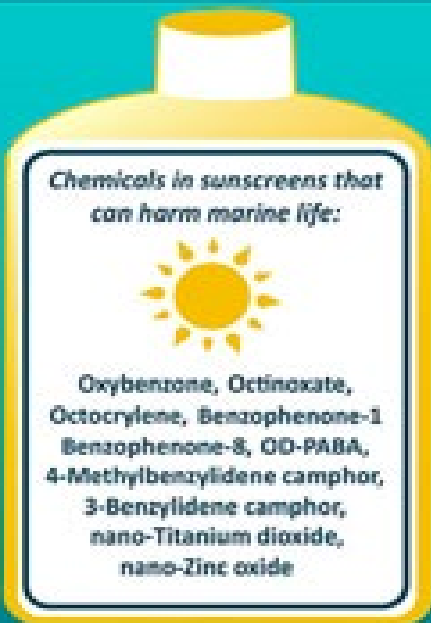 Chemicals in sunscreens that
can harm marine life:
Oxybenzone, Octinoxate,
Octocrylene, Benzophenone-1
Benzophenone-8, OD-PABA,
4-Methylbenzylidene camphor,
3-Benzylidene camphor,
nano-Titanium dioxide,
nano-Zinc oxide